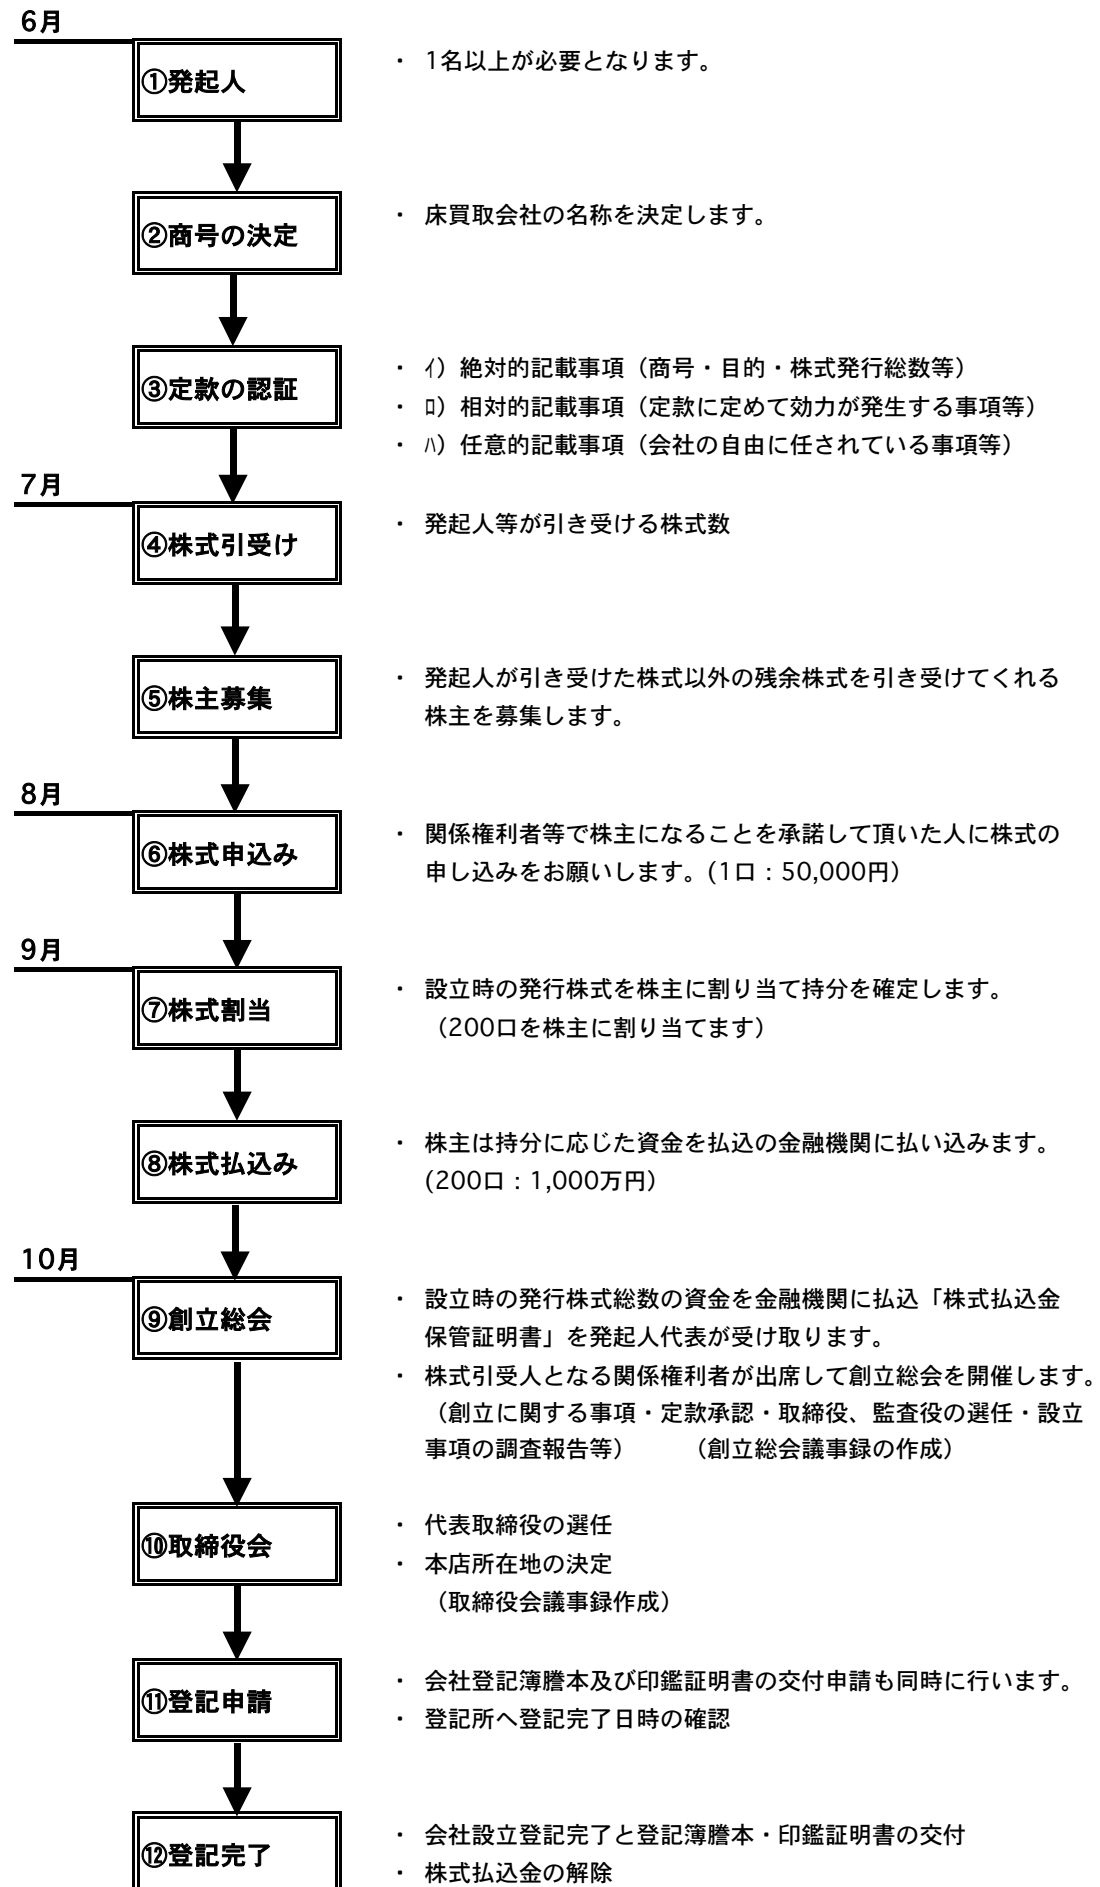 6月
①発起人
・ 1名以上が必要となります。
②商号の決定
・ 床買取会社の名称を決定します。
③定款の認証
・ ｲ）絶対的記載事項（商号・目的・株式発行総数等）
・ ﾛ）相対的記載事項（定款に定めて効力が発生する事項等）
・ ﾊ）任意的記載事項（会社の自由に任されている事項等）
7月
④株式引受け
・ 発起人等が引き受ける株式数
⑤株主募集
・ 発起人が引き受けた株式以外の残余株式を引き受けてくれる
株主を募集します。
8月
⑥株式申込み
・ 関係権利者等で株主になることを承諾して頂いた人に株式の
申し込みをお願いします。(1口：50,000円）
9月
⑦株式割当
・ 設立時の発行株式を株主に割り当て持分を確定します。
（200口を株主に割り当てます）
⑧株式払込み
・ 株主は持分に応じた資金を払込の金融機関に払い込みます。
(200口：1,000万円）
10月
⑨創立総会
・ 設立時の発行株式総数の資金を金融機関に払込「株式払込金
保管証明書」を発起人代表が受け取ります。
・ 株式引受人となる関係権利者が出席して創立総会を開催します。
（創立に関する事項・定款承認・取締役、監査役の選任・設立
事項の調査報告等）　　（創立総会議事録の作成）
⑩取締役会
・ 代表取締役の選任
・ 本店所在地の決定
（取締役会議事録作成）
⑪登記申請
・ 会社登記簿謄本及び印鑑証明書の交付申請も同時に行います。
・ 登記所へ登記完了日時の確認
⑫登記完了
・ 会社設立登記完了と登記簿謄本・印鑑証明書の交付
・ 株式払込金の解除